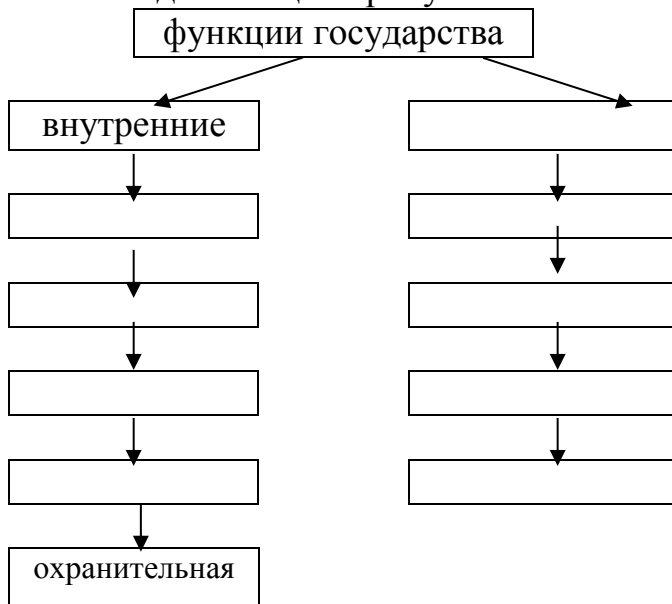 функции государства
внутренние
охранительная